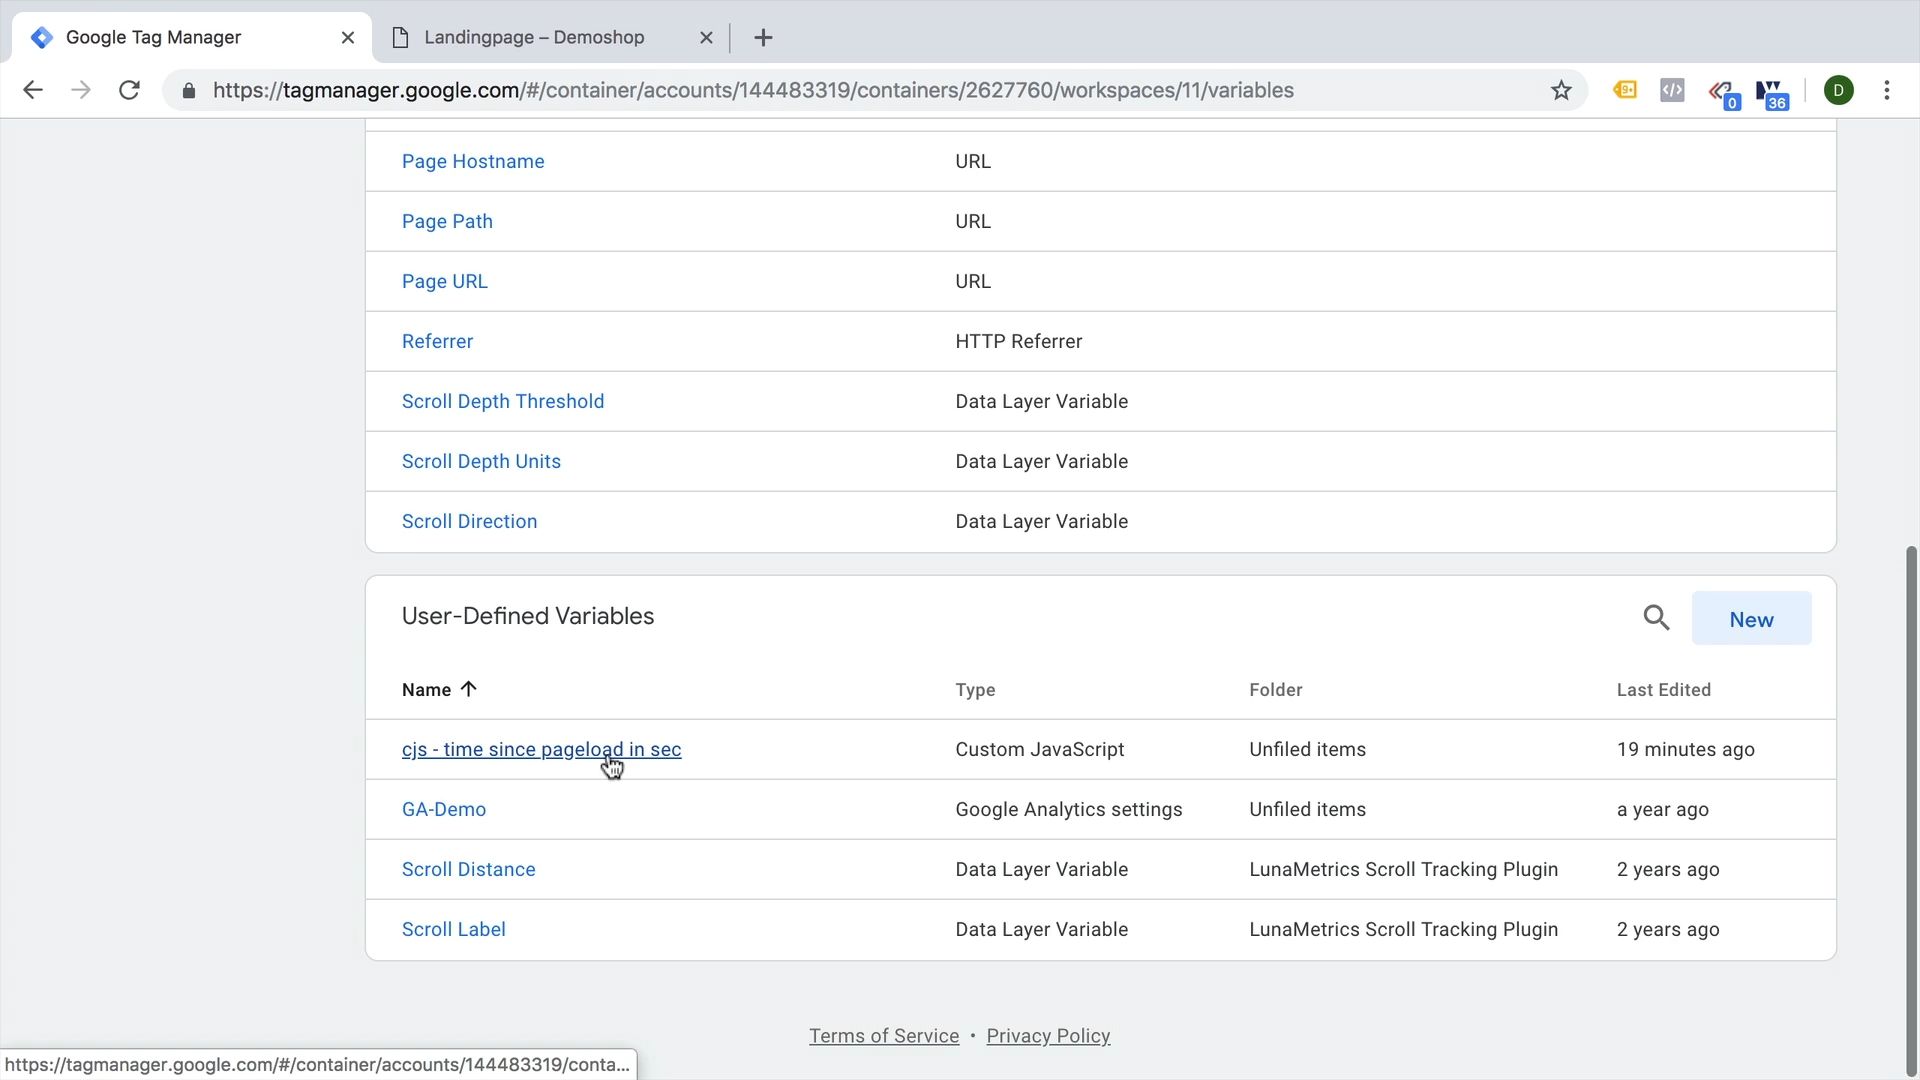 Google Tag Manager
Landingpage – Demoshop
https://tagmanager.google.com/#/container/accounts/144483319/containers/2627760/workspaces/11/variables
9+
0
36
D
Page Hostname URL
Page Path URL
Page URL URL
Referrer HTTP Referrer
Scroll Depth Threshold Data Layer Variable
Scroll Depth Units Data Layer Variable
Scroll Direction Data Layer Variable
User-Defined Variables New
Name Type Folder Last Edited
cjs - time since pageload in sec Custom JavaScript Unfiled items 19 minutes ago
GA-Demo Google Analytics settings Unfiled items a year ago
Scroll Distance Data Layer Variable LunaMetrics Scroll Tracking Plugin 2 years ago
Scroll Label Data Layer Variable LunaMetrics Scroll Tracking Plugin 2 years ago
Terms of Service • Privacy Policy
https://tagmanager.google.com/#/container/accounts/144483319/conta...